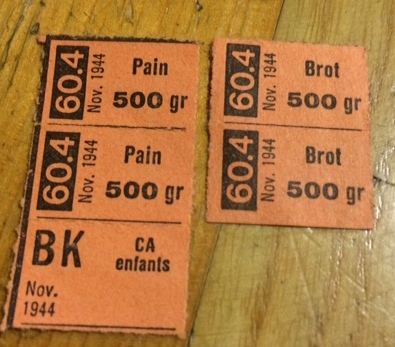 60.4
Nov. 1944
Pain
500 gr
60.4
Nov. 1944
Pain
500 gr
BK
CA
enfants
Nov.
1944
60.4
Nov. 1944
Brot
500 gr
60.4
Nov. 1944
Brot
500 gr